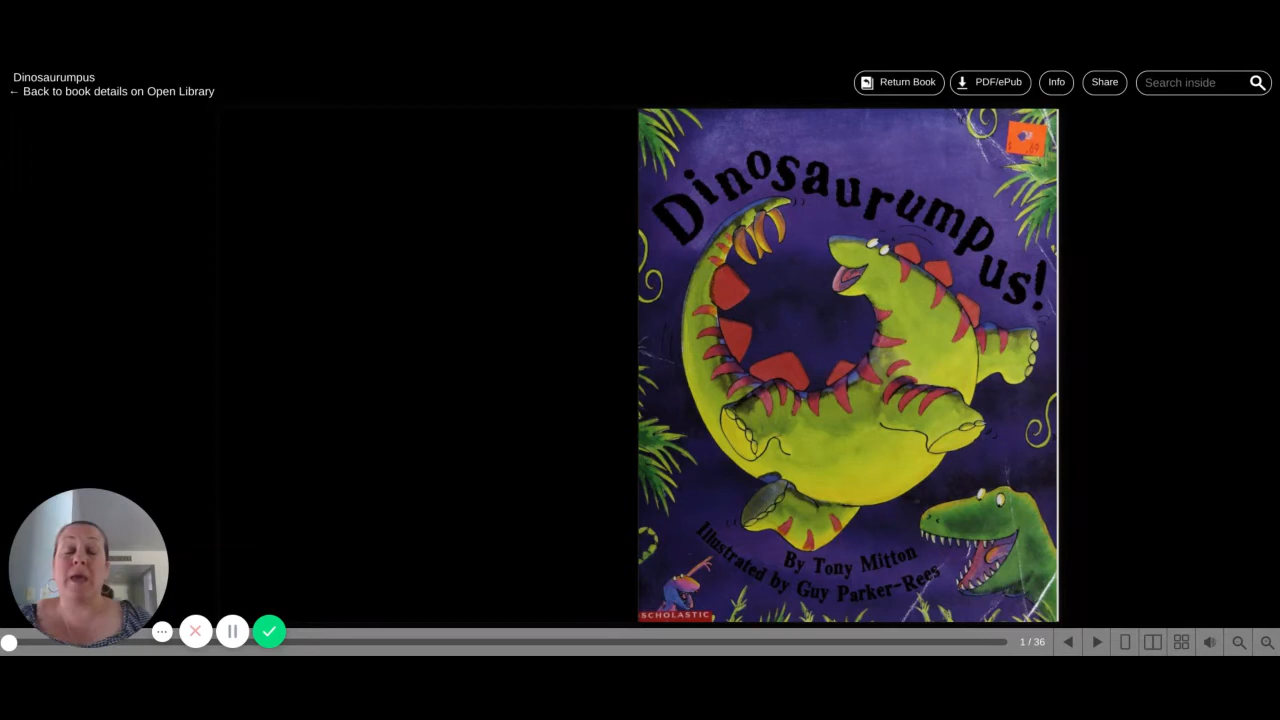 Dinosaurumpus
← Back to book details on Open Library
Return Book
PDF/ePub
Info
Share
Search inside
Dinosaurumpus!
$ .69
By Tony Mitton
Illustrated by Guy Parker-Rees
SCHOLASTIC
1 / 36